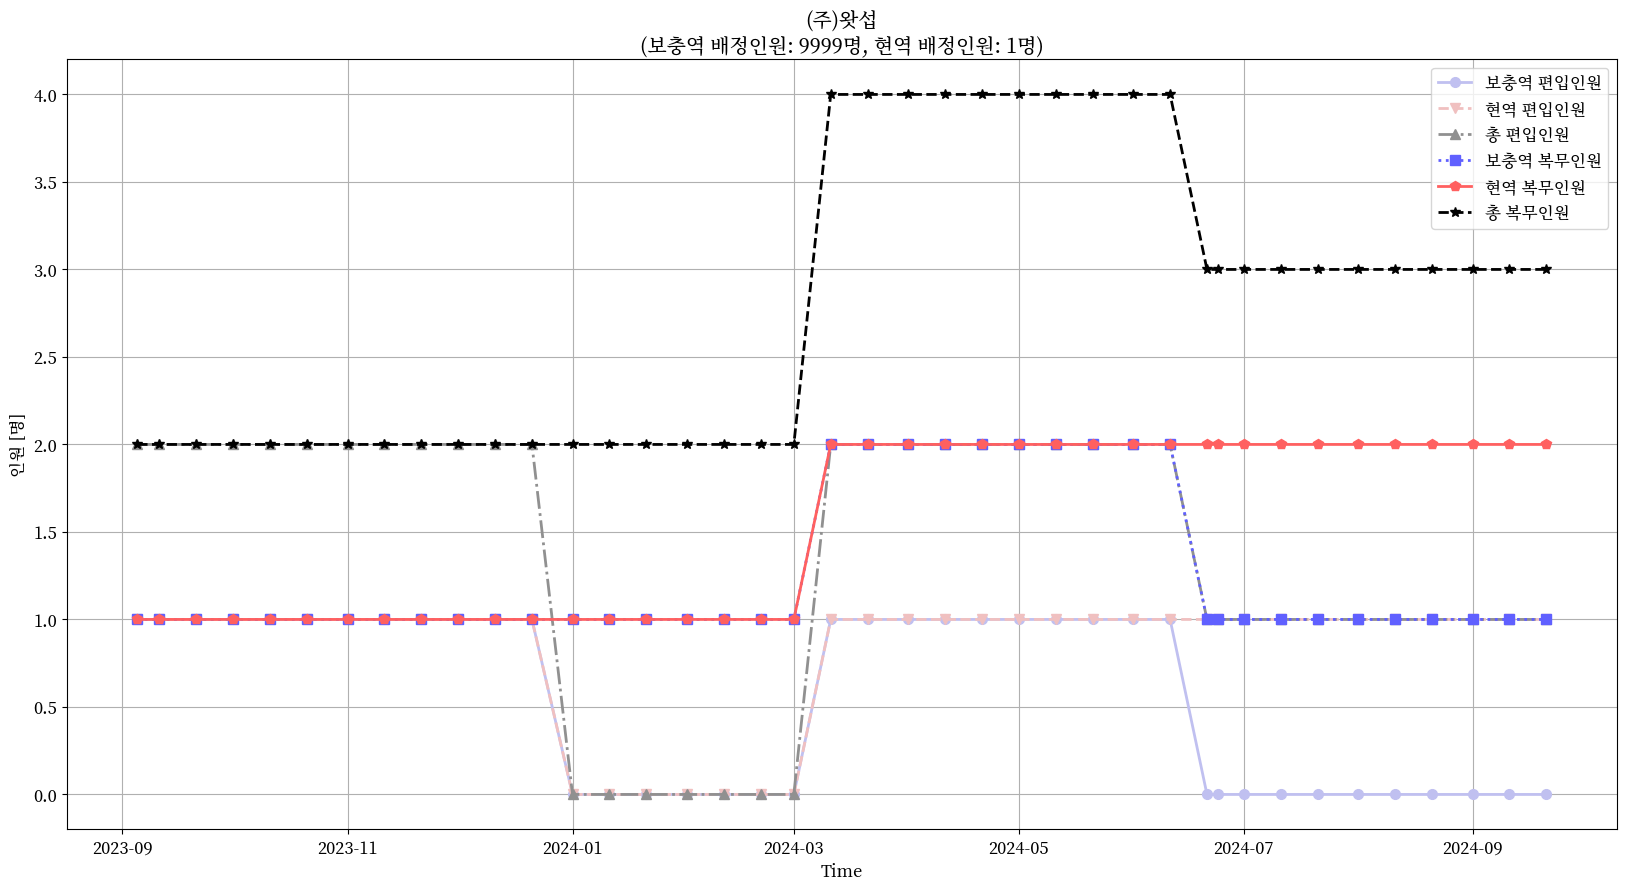 (주)왓섭
(보충역 배정인원: 9999명, 현역 배정인원: 1명)
보충역 편입인원
현역 편입인원
총 편입인원
보충역 복무인원
현역 복무인원
총 복무인원
인원 [명]
4.0
3.5
3.0
2.5
2.0
1.5
1.0
0.5
0.0
2023-09
2023-11
2024-01
2024-03
2024-05
2024-07
2024-09
Time